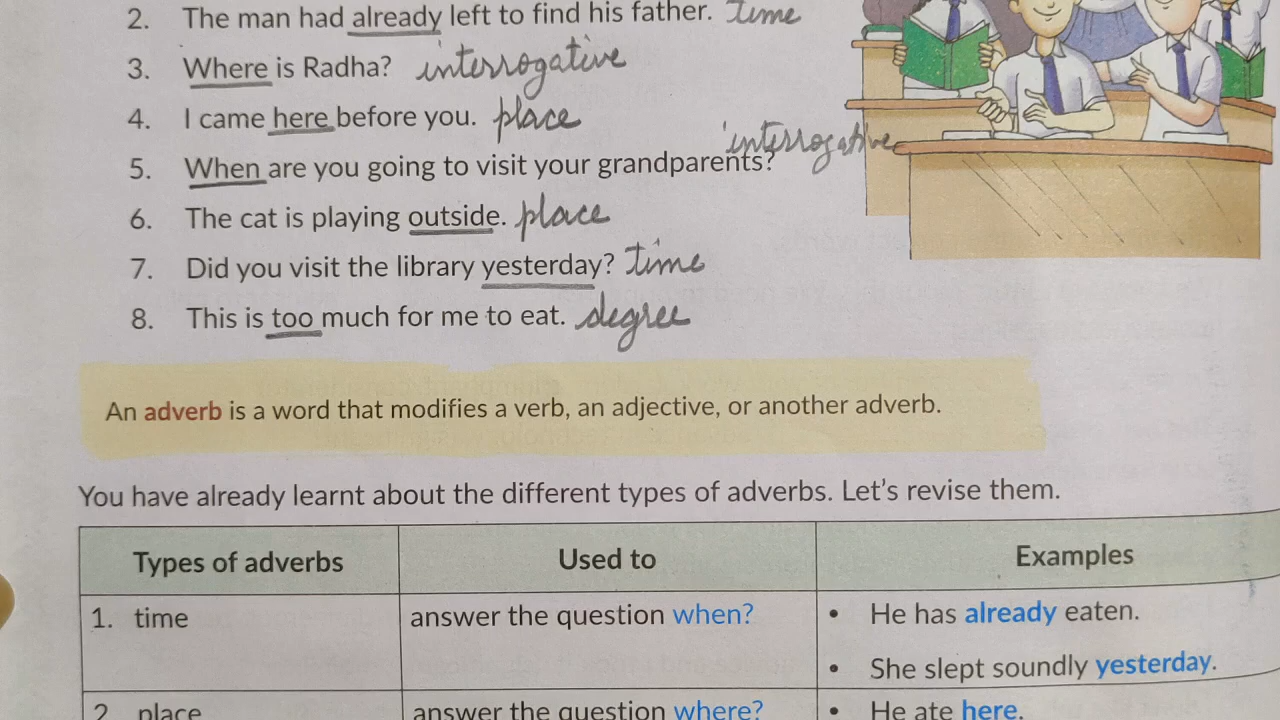 2. The man had already left to find his father. time
3. Where is Radha? interrogative
4. I came here before you. place
5. When are you going to visit your grandparents? interrogative
6. The cat is playing outside. place
7. Did you visit the library yesterday? time
8. This is too much for me to eat. degree
An adverb is a word that modifies a verb, an adjective, or another adverb.
You have already learnt about the different types of adverbs. Let's revise them.
Types of adverbs Used to Examples
1. time answer the question when? • He has already eaten.
• She slept soundly yesterday.
2. place answer the question where? • He ate here.